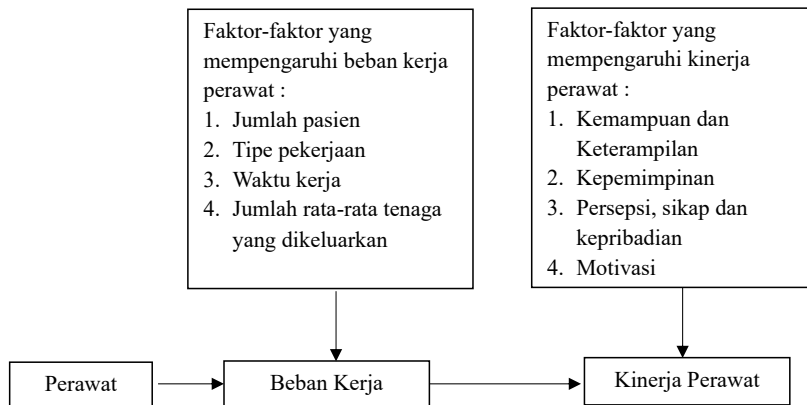 Faktor-faktor yang
mempengaruhi beban kerja
perawat :
1. Jumlah pasien
2. Tipe pekerjaan
3. Waktu kerja
4. Jumlah rata-rata tenaga
yang dikeluarkan
Faktor-faktor yang
mempengaruhi kinerja
perawat :
1. Kemampuan dan
Keterampilan
2. Kepemimpinan
3. Persepsi, sikap dan
kepribadian
4. Motivasi
Perawat
Beban Kerja
Kinerja Perawat